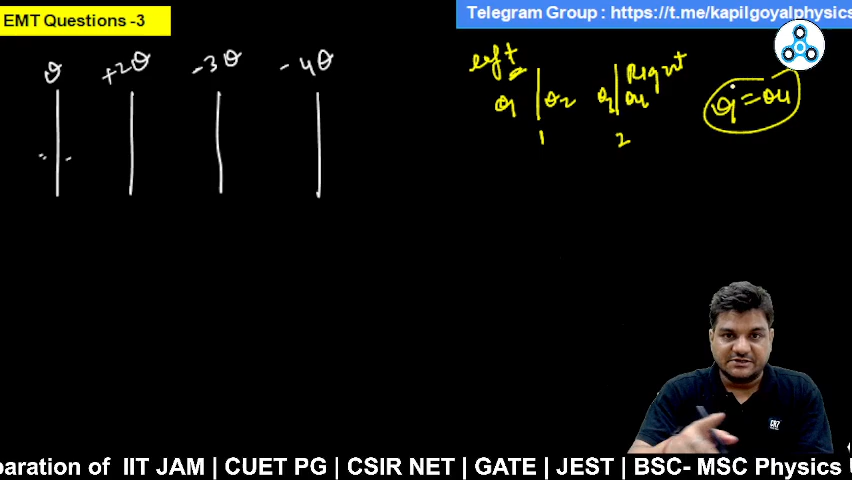 EMT Questions -3
Telegram Group : https://t.me/kapilgoyalphysics
Q +2Q -3Q -4Q
left Right
Q1 Q2 Q3 Q4
1 2
Q1 = Q4
paration of IIT JAM | CUET PG | CSIR NET | GATE | JEST | BSC- MSC Physics